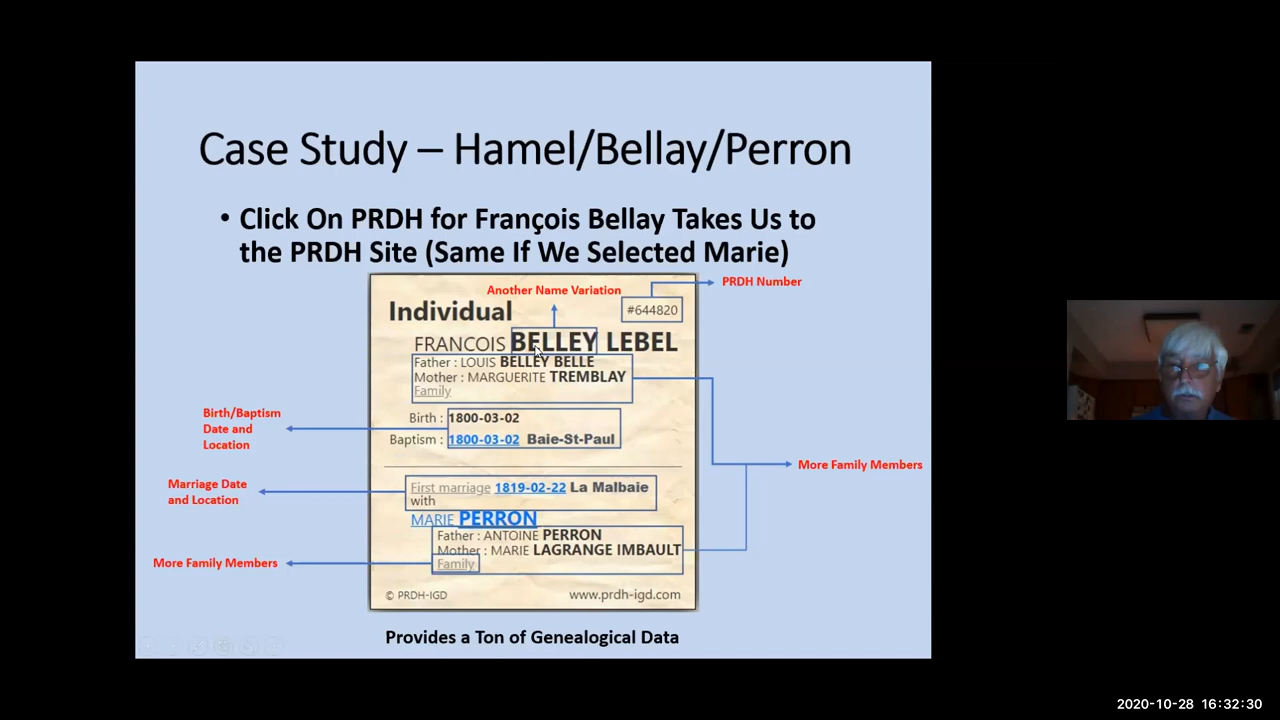 Case Study – Hamel/Bellay/Perron
• Click On PRDH for François Bellay Takes Us to
the PRDH Site (Same If We Selected Marie)
Another Name Variation
PRDH Number
Individual
#644820
FRANCOIS BELLEY LEBEL
Father : LOUIS BELLEY BELLE
Mother : MARGUERITE TREMBLAY
Family
Birth : 1800-03-02
Baptism : 1800-03-02 Baie-St-Paul
Birth/Baptism
Date and
Location
More Family Members
Marriage Date
and Location
First marriage 1819-02-22 La Malbaie
with
MARIE PERRON
Father : ANTOINE PERRON
Mother : MARIE LAGRANGE IMBAULT
Family
More Family Members
© PRDH-IGD
www.prdh-igd.com
Provides a Ton of Genealogical Data
2020-10-28 16:32:30